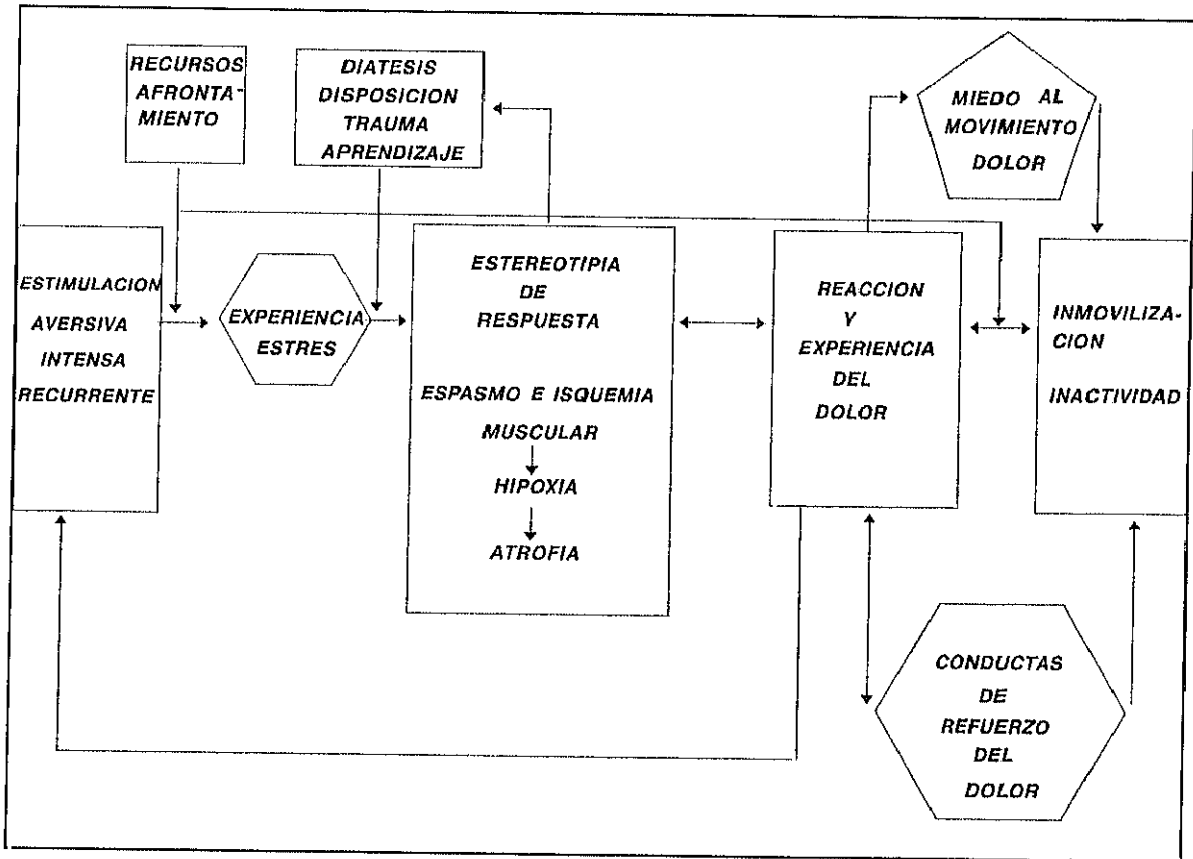 RECURSOS
AFRONTA-
MIENTO
DIATESIS
DISPOSICION
TRAUMA
APRENDIZAJE
MIEDO AL
MOVIMIENTO
DOLOR
ESTIMULACION
AVERSIVA
INTENSA
RECURRENTE
EXPERIENCIA
ESTRES
ESTEREOTIPIA
DE
RESPUESTA
ESPASMO E ISQUEMIA
MUSCULAR
HIPOXIA
ATROFIA
REACCION
Y
EXPERIENCIA
DEL
DOLOR
INMOVILIZA-
CION
INACTIVIDAD
CONDUCTAS
DE
REFUERZO
DEL
DOLOR